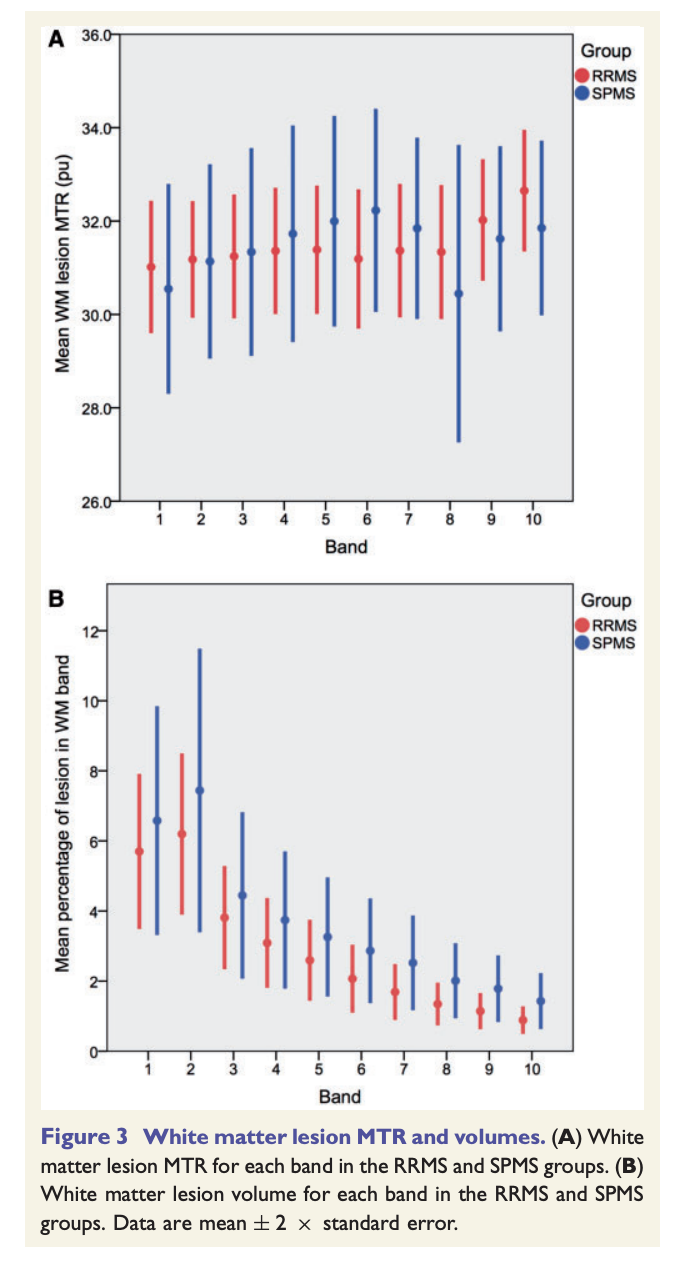 A
Group
RRMS
SPMS
Mean WM lesion MTR (pu)
36.0
34.0
32.0
30.0
28.0
26.0
1 2 3 4 5 6 7 8 9 10
Band
B
Group
RRMS
SPMS
Mean percentage of lesion in WM band
12
10
8
6
4
2
0
1 2 3 4 5 6 7 8 9 10
Band
Figure 3 White matter lesion MTR and volumes. (A) White
matter lesion MTR for each band in the RRMS and SPMS groups. (B)
White matter lesion volume for each band in the RRMS and SPMS
groups. Data are mean ± 2 × standard error.